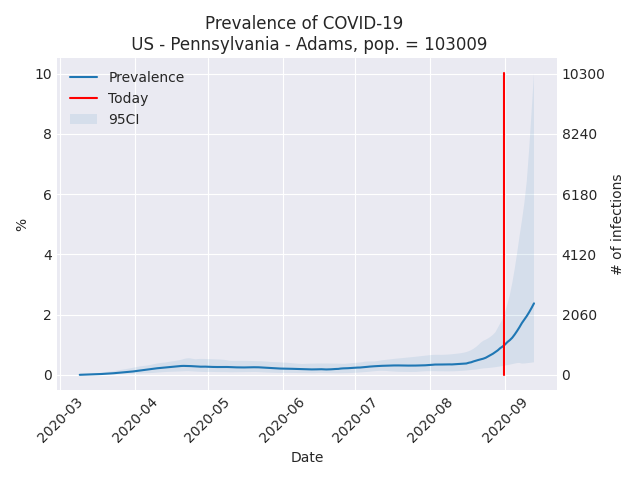 Prevalence of COVID-19
US - Pennsylvania - Adams, pop. = 103009
Prevalence
Today
95CI
10
8
6
4
2
0
%
10300
8240
6180
4120
2060
0
# of infections
2020-03
2020-04
2020-05
2020-06
2020-07
2020-08
2020-09
Date